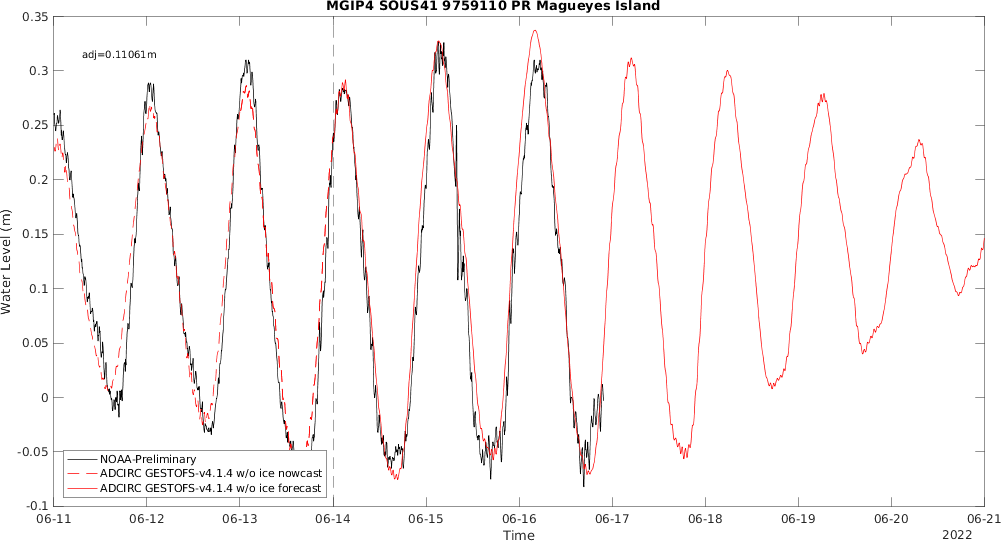 MGIP4 SOUS41 9759110 PR Magueyes Island
adj=0.11061m
0.35
0.3
0.25
0.2
0.15
0.1
0.05
0
-0.05
-0.1
Water Level (m)
NOAA-Preliminary
ADCIRC GESTOFS-v4.1.4 w/o ice nowcast
ADCIRC GESTOFS-v4.1.4 w/o ice forecast
06-11 06-12 06-13 06-14 06-15 06-16 06-17 06-18 06-19 06-20 06-21
Time
2022